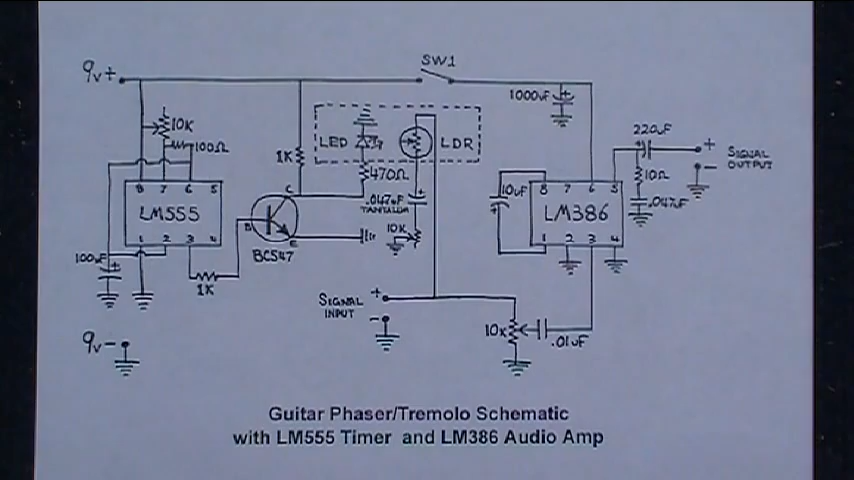 SW1
9v+
1000uF
+
220uF
+
10K
LED
LDR
+
SIGNAL
OUTPUT
-
100Ω
1K
470Ω
10Ω
8 7 6 5
LM555
1 2 3 4
C
B
E
BC547
.047uF
TANTALUM
+
10K
10uF
+
8 7 6 5
LM386
1 2 3 4
.047uF
100uF
+
1K
SIGNAL
INPUT
+
-
10K
.01uF
9v-
Guitar Phaser/Tremolo Schematic
with LM555 Timer and LM386 Audio Amp